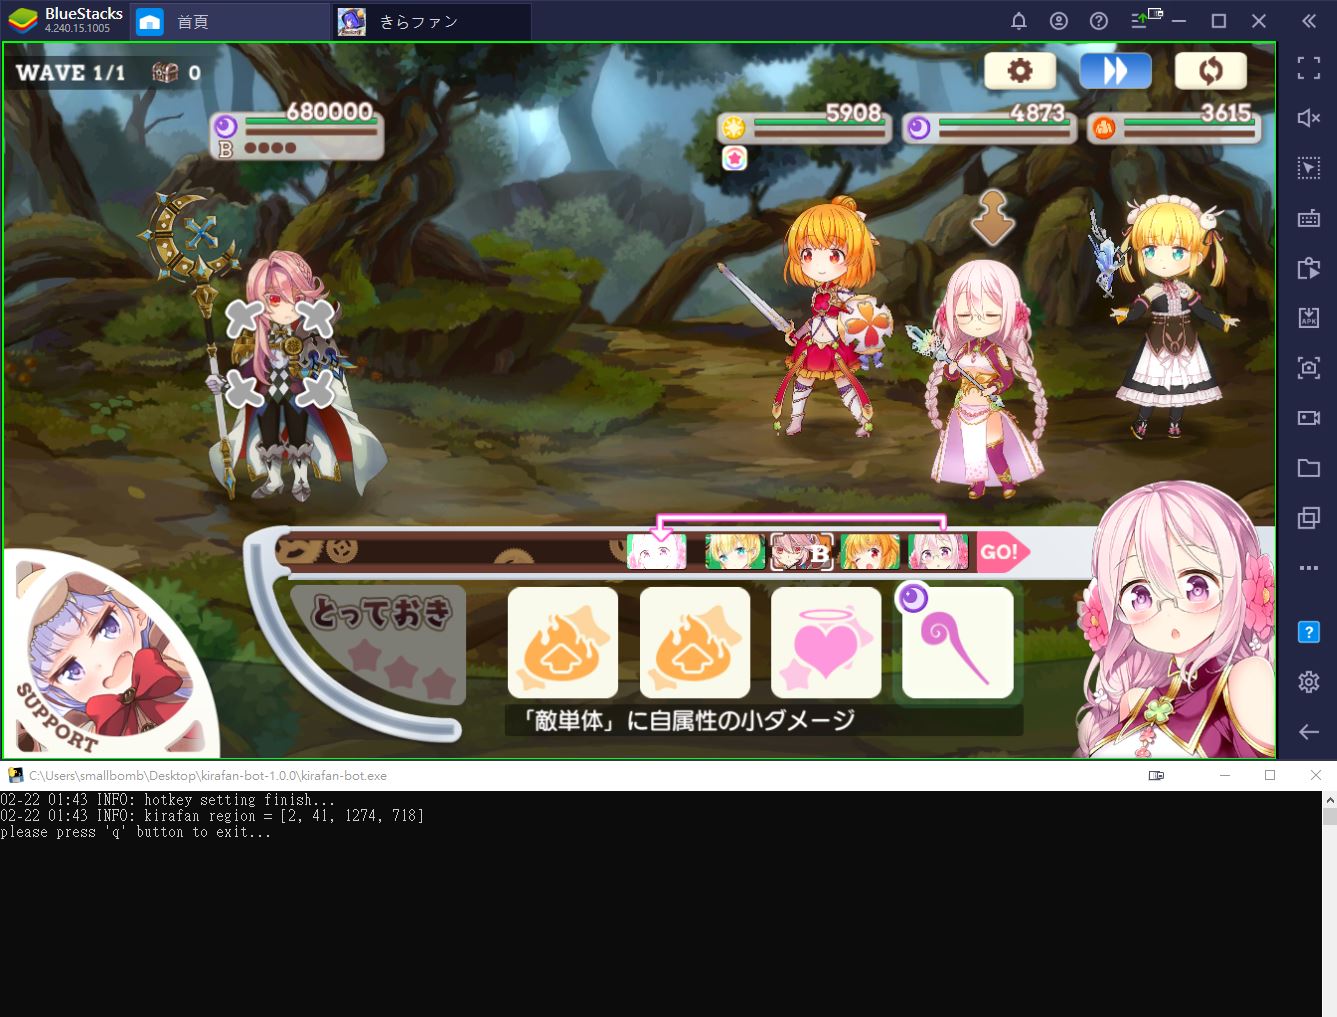 BlueStacks
4.240.15.1005
首頁
きらファン
WAVE 1/1
0
680000
B
5908
4873
3615
B
GO!
とっておき
「敵単体」に自属性の小ダメージ
SUPPORT
APK
?
C:\Users\smallbomb\Desktop\kirafan-bot-1.0.0\kirafan-bot.exe
02-22 01:43 INFO: hotkey setting finish...
02-22 01:43 INFO: kirafan region = [2, 41, 1274, 718]
please press 'q' button to exit...